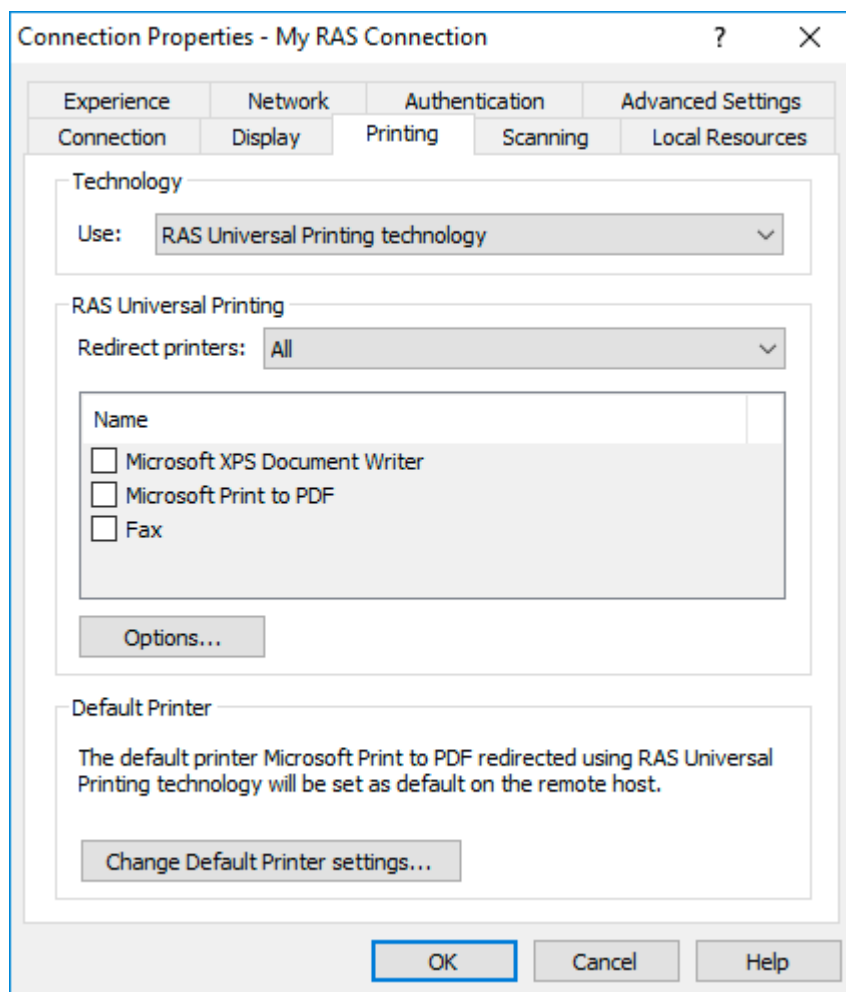 Connection Properties - My RAS Connection ?
Experience Network Authentication Advanced Settings
Connection Display Printing Scanning Local Resources
Technology
Use: RAS Universal Printing technology
RAS Universal Printing
Redirect printers: All
Name
Microsoft XPS Document Writer
Microsoft Print to PDF
Fax
Options...
Default Printer
The default printer Microsoft Print to PDF redirected using RAS Universal
Printing technology will be set as default on the remote host.
Change Default Printer settings...
OK Cancel Help